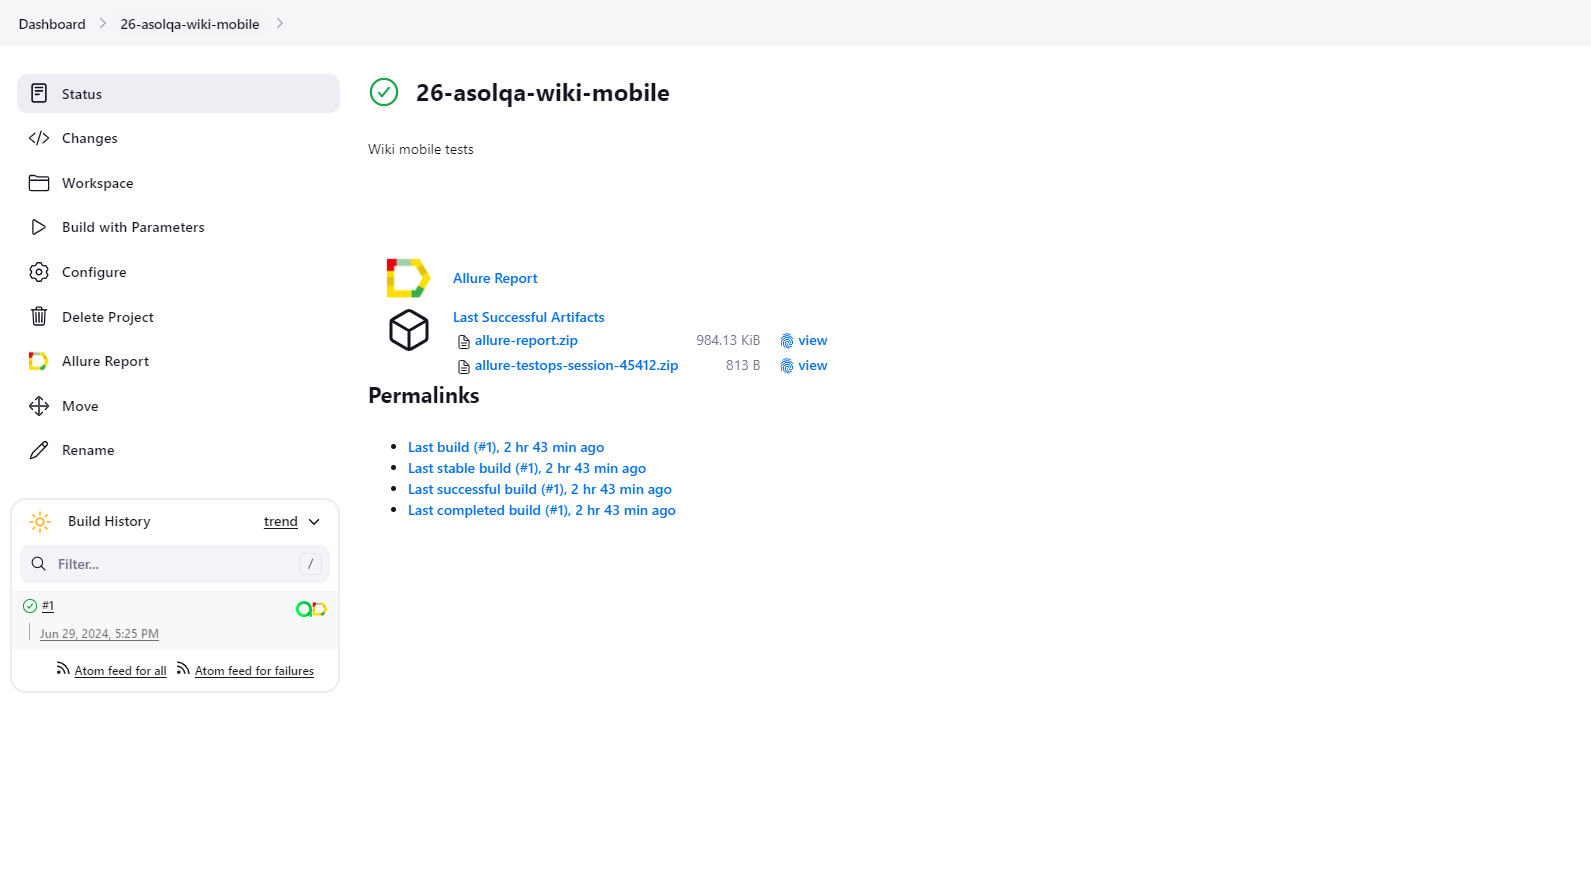 Dashboard
26-asolqa-wiki-mobile
Status
Changes
Workspace
Build with Parameters
Configure
Delete Project
Allure Report
Move
Rename
Build History
trend
Filter...
/
#1
Jun 29, 2024, 5:25 PM
Atom feed for all
Atom feed for failures
26-asolqa-wiki-mobile
Wiki mobile tests
Allure Report
Last Successful Artifacts
allure-report.zip 984.13 KiB view
allure-testops-session-45412.zip 813 B view
Permalinks
Last build (#1), 2 hr 43 min ago
Last stable build (#1), 2 hr 43 min ago
Last successful build (#1), 2 hr 43 min ago
Last completed build (#1), 2 hr 43 min ago